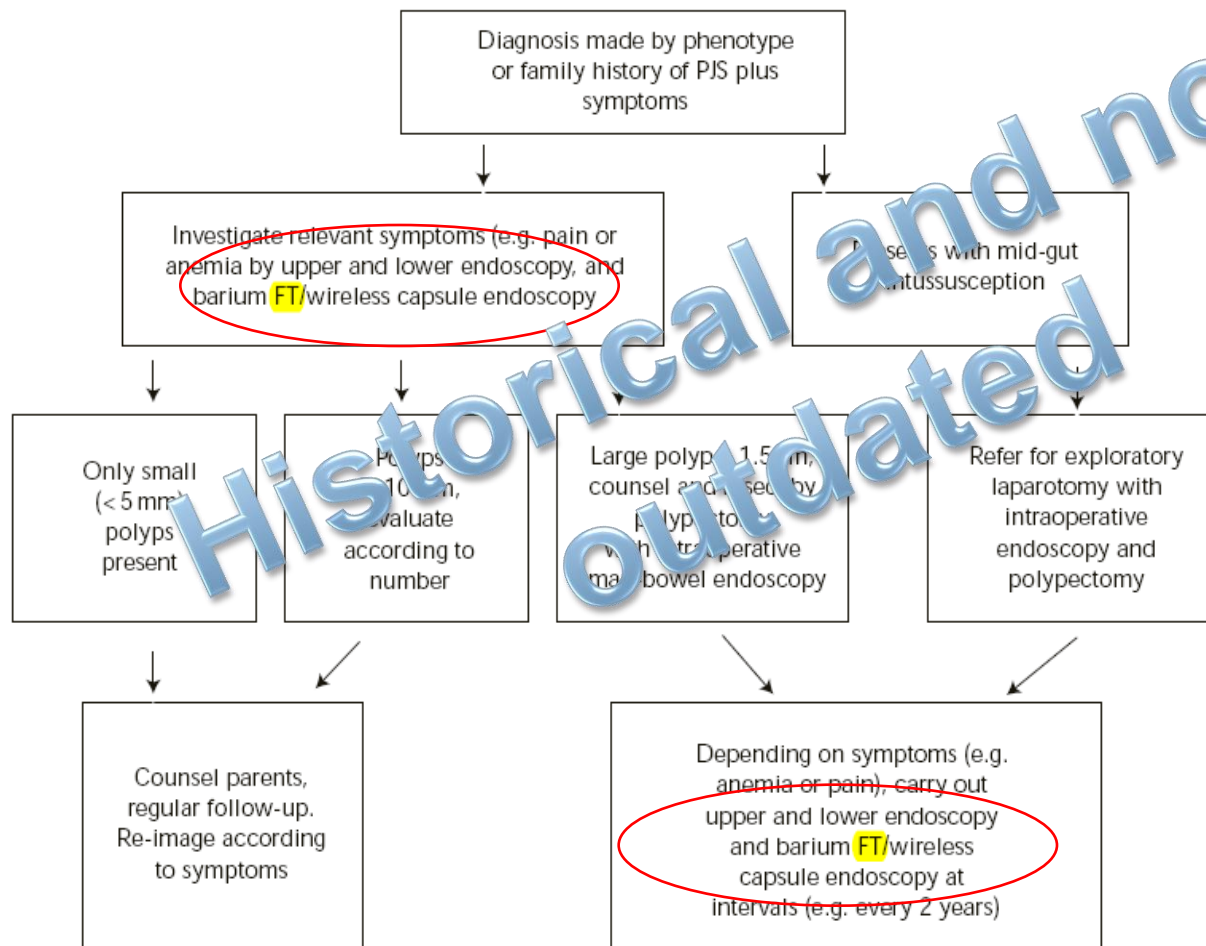 Diagnosis made by phenotype
or family history of PJS plus
symptoms
Investigate relevant symptoms (e.g. pain or
anemia by upper and lower endoscopy, and
barium FT/wireless capsule endoscopy
with mid-gut
intussusception
Only small
(< 5 mm)
polyps
present
Polyps
evaluate
according to
number
Large
counsel and
polypectomy
with intraoperative
bowel endoscopy
Refer for exploratory
laparotomy with
intraoperative
endoscopy and
polypectomy
Counsel parents,
regular follow-up.
Re-image according
to symptoms
Depending on symptoms (e.g.
anemia or pain), carry out
upper and lower endoscopy
and barium FT/wireless
capsule endoscopy at
intervals (e.g. every 2 years)
Historical and
outdated